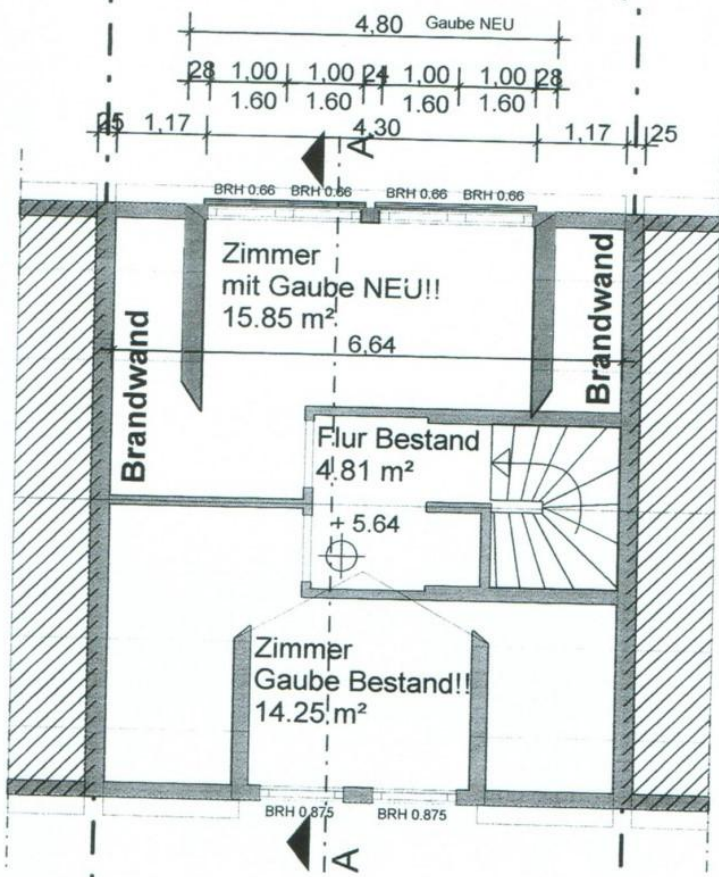 4,80 Gaube NEU
28 1,00 1,00 24 1,00 1,00 28
1.60 1.60 1.60 1.60
25 1,17 4,30 1,17 25
A
BRH 0.66 BRH 0.66 BRH 0.66 BRH 0.66
Zimmer
mit Gaube NEU!!
15.85 m²
Brandwand
6,64
Brandwand
Flur Bestand
4.81 m²
+ 5.64
Zimmer
Gaube Bestand!!
14.25 m²
BRH 0.875 BRH 0.875
A